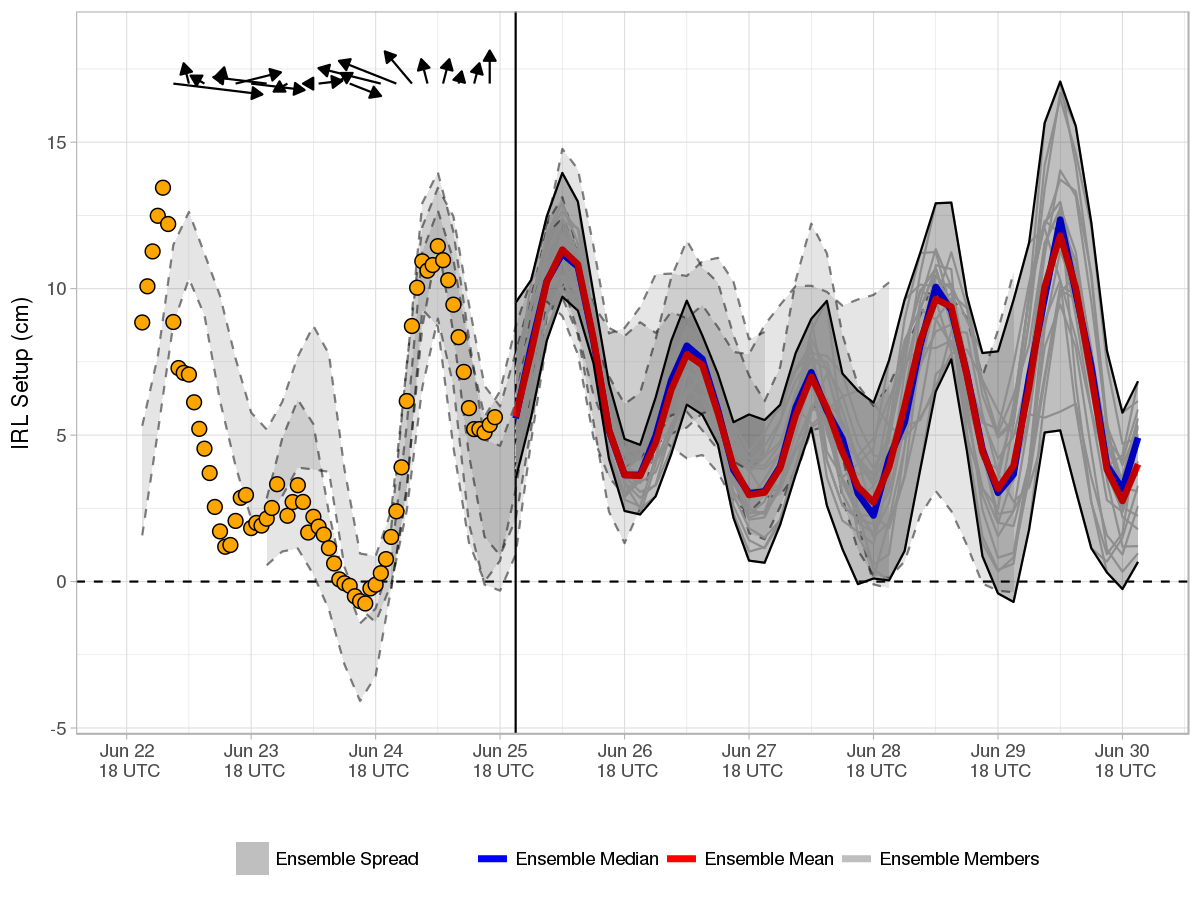 IRL Setup (cm)
15
10
5
0
-5
Jun 22
18 UTC
Jun 23
18 UTC
Jun 24
18 UTC
Jun 25
18 UTC
Jun 26
18 UTC
Jun 27
18 UTC
Jun 28
18 UTC
Jun 29
18 UTC
Jun 30
18 UTC
Ensemble Spread
Ensemble Median
Ensemble Mean
Ensemble Members